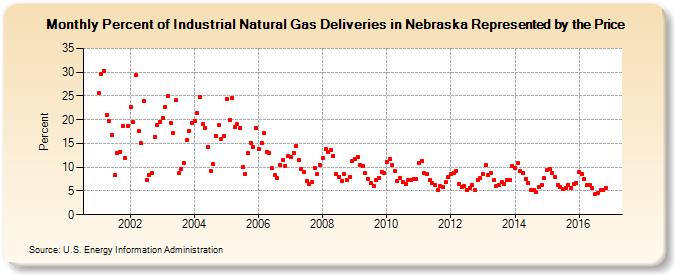 Monthly Percent of Industrial Natural Gas Deliveries in Nebraska Represented by the Price
Percent
35
30
25
20
15
10
5
0
2002 2004 2006 2008 2010 2012 2014 2016
Source: U.S. Energy Information Administration